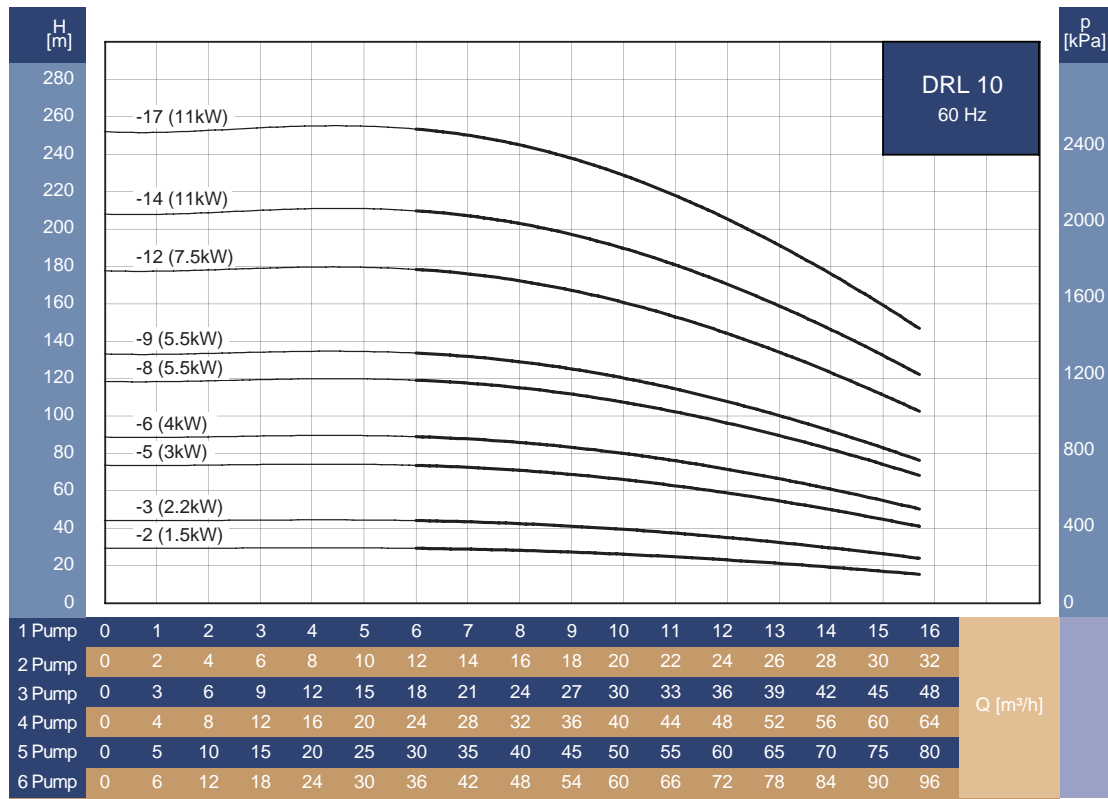 H
[m]
p
[kPa]
DRL 10
60 Hz
280
260
240
220
200
180
160
140
120
100
80
60
40
20
0
-17 (11kW)
-14 (11kW)
-12 (7.5kW)
-9 (5.5kW)
-8 (5.5kW)
-6 (4kW)
-5 (3kW)
-3 (2.2kW)
-2 (1.5kW)
2400
2000
1600
1200
800
400
0
1 Pump 0 1 2 3 4 5 6 7 8 9 10 11 12 13 14 15 16
2 Pump 0 2 4 6 8 10 12 14 16 18 20 22 24 26 28 30 32
3 Pump 0 3 6 9 12 15 18 21 24 27 30 33 36 39 42 45 48
4 Pump 0 4 8 12 16 20 24 28 32 36 40 44 48 52 56 60 64
5 Pump 0 5 10 15 20 25 30 35 40 45 50 55 60 65 70 75 80
6 Pump 0 6 12 18 24 30 36 42 48 54 60 66 72 78 84 90 96
Q [m³/h]